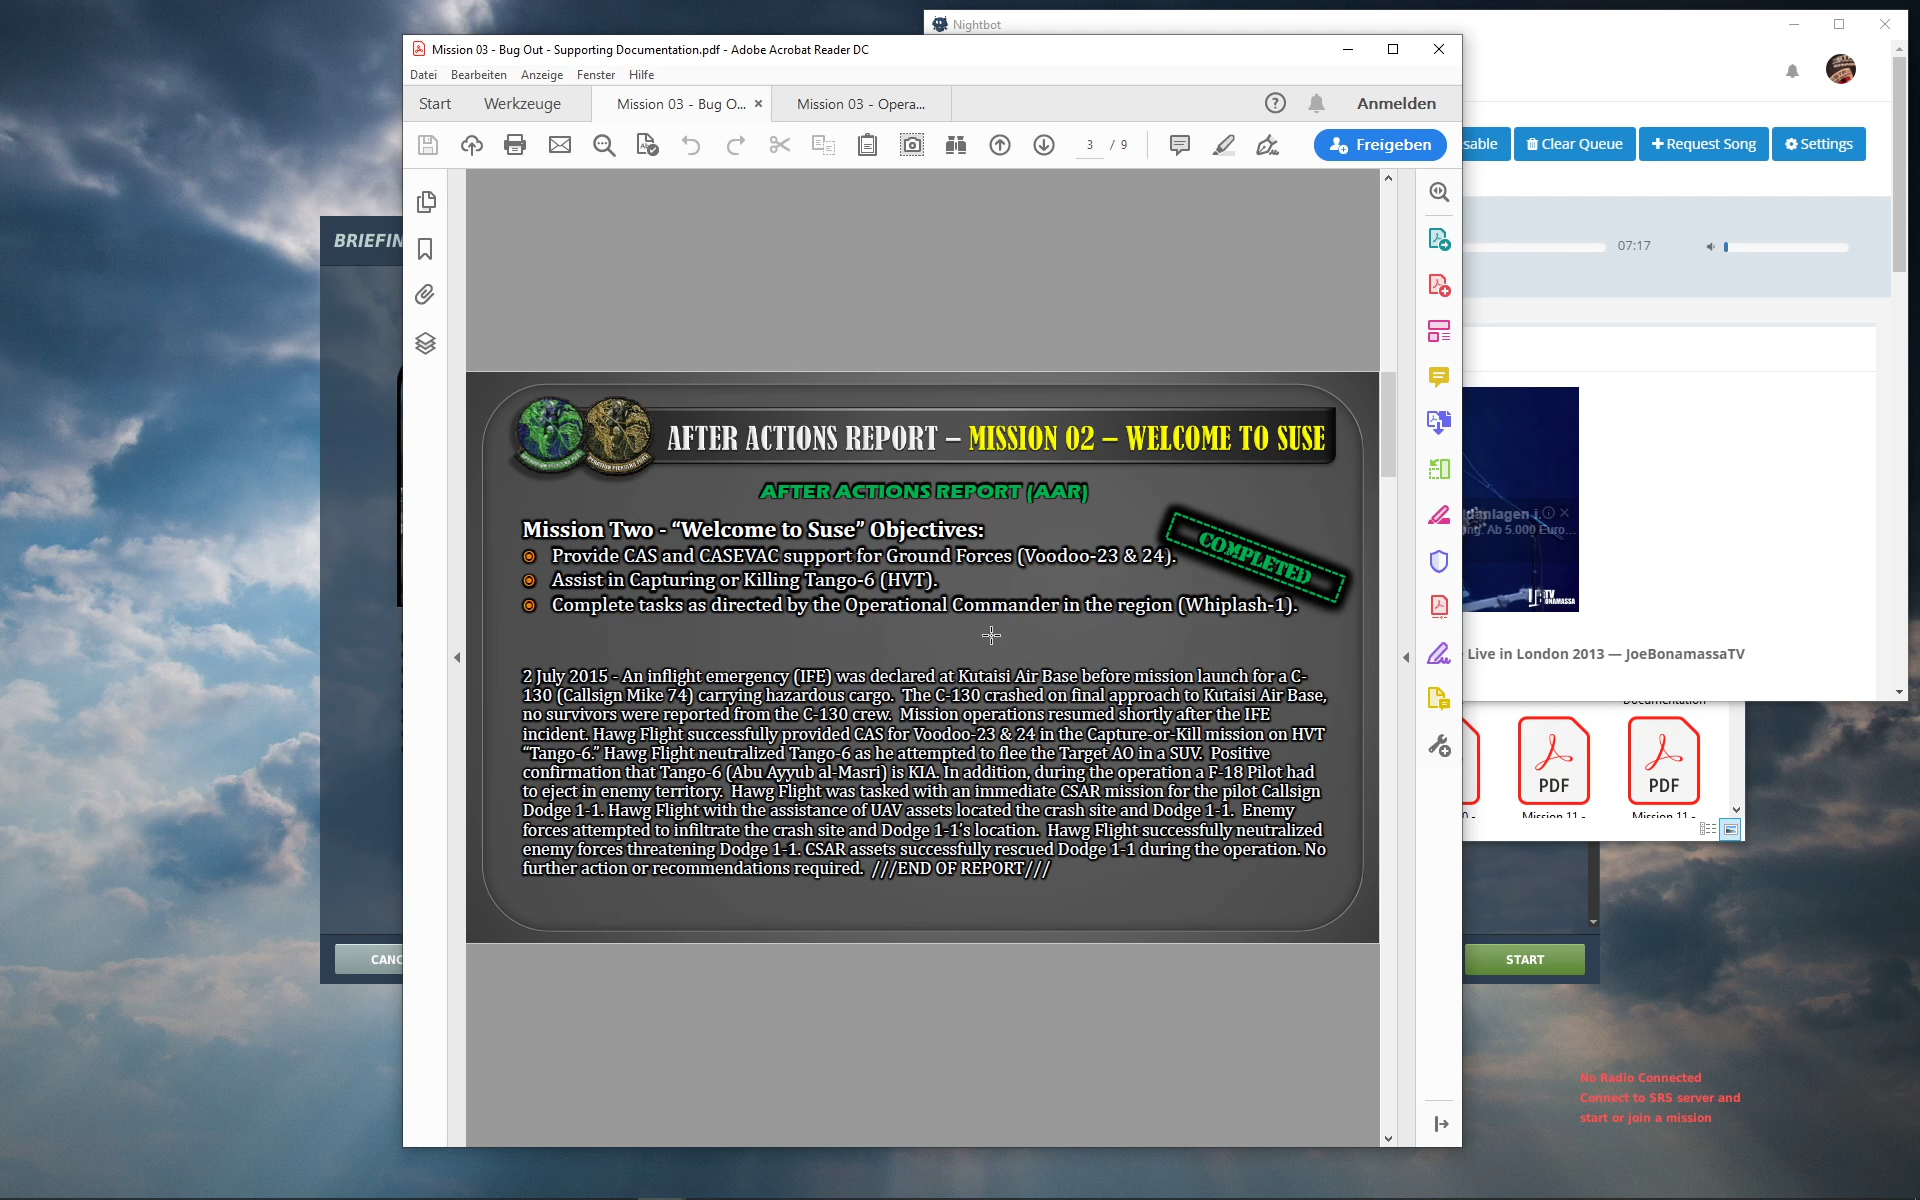 Nightbot
Mission 03 - Bug Out - Supporting Documentation.pdf - Adobe Acrobat Reader DC
Datei Bearbeiten Anzeige Fenster Hilfe
Start Werkzeuge Mission 03 - Bug O... Mission 03 - Opera... Anmelden
3 / 9 Freigeben
sable Clear Queue Request Song Settings
BRIEFIN
07:17
AFTER ACTIONS REPORT – MISSION 02 – WELCOME TO SUSE
AFTER ACTIONS REPORT (AAR)
Mission Two - “Welcome to Suse” Objectives:
Provide CAS and CASEVAC support for Ground Forces (Voodoo-23 & 24).
Assist in Capturing or Killing Tango-6 (HVT).
Complete tasks as directed by the Operational Commander in the region (Whiplash-1).
COMPLETED
2 July 2015 - An inflight emergency (IFE) was declared at Kutaisi Air Base before mission launch for a C-
130 (Callsign Mike 74) carrying hazardous cargo. The C-130 crashed on final approach to Kutaisi Air Base,
no survivors were reported from the C-130 crew. Mission operations resumed shortly after the IFE
incident. Hawg Flight successfully provided CAS for Voodoo-23 & 24 in the Capture-or-Kill mission on HVT
“Tango-6.” Hawg Flight neutralized Tango-6 as he attempted to flee the Target AO in a SUV. Positive
confirmation that Tango-6 (Abu Ayyub al-Masri) is KIA. In addition, during the operation a F-18 Pilot had
to eject in enemy territory. Hawg Flight was tasked with an immediate CSAR mission for the pilot Callsign
Dodge 1-1. Hawg Flight with the assistance of UAV assets located the crash site and Dodge 1-1. Enemy
forces attempted to infiltrate the crash site and Dodge 1-1’s location. Hawg Flight successfully neutralized
enemy forces threatening Dodge 1-1. CSAR assets successfully rescued Dodge 1-1 during the operation. No
further action or recommendations required. ///END OF REPORT///
danlagen i.
ng. Ab 5.000 Euro...
TV
ONAMASSA
Live in London 2013 — JoeBonamassaTV
Documentation
PDF PDF
0 - Mission 11 - Mission 11 -
CANC
START
No Radio Connected
Connect to SRS server and
start or join a mission